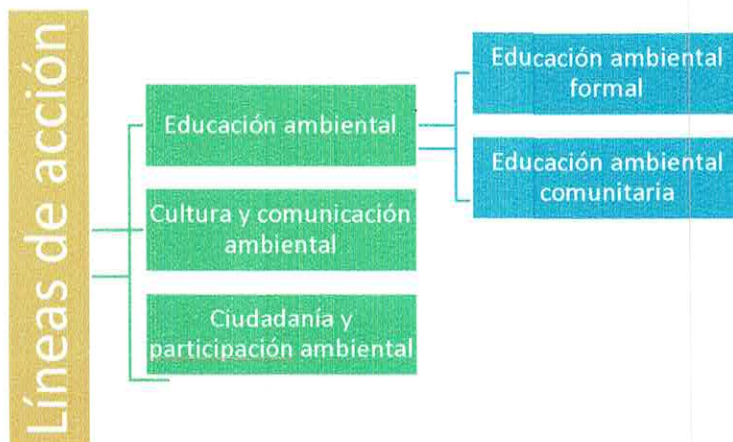 Líneas de acción
Educación ambiental
Educación ambiental
formal
Educación ambiental
comunitaria
Cultura y comunicación
ambiental
Ciudadanía y
participación ambiental